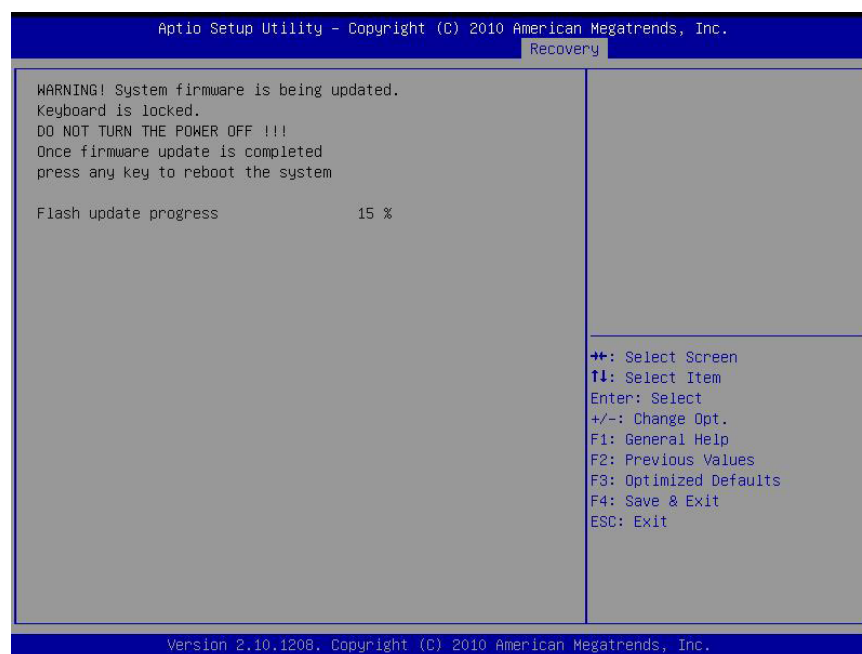 Aptio Setup Utility – Copyright (C) 2010 American Megatrends, Inc.
Recovery
WARNING! System firmware is being updated.
Keyboard is locked.
DO NOT TURN THE POWER OFF !!!
Once firmware update is completed
press any key to reboot the system
Flash update progress 15 %
→←: Select Screen
↑↓: Select Item
Enter: Select
+/-: Change Opt.
F1: General Help
F2: Previous Values
F3: Optimized Defaults
F4: Save & Exit
ESC: Exit
Version 2.10.1208. Copyright (C) 2010 American Megatrends, Inc.